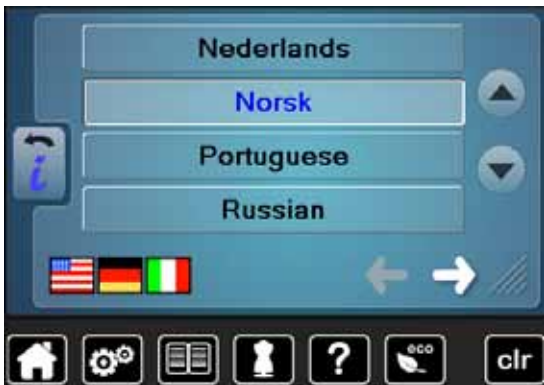 Nederlands
Norsk
Portuguese
Russian
i
?
eco
clr